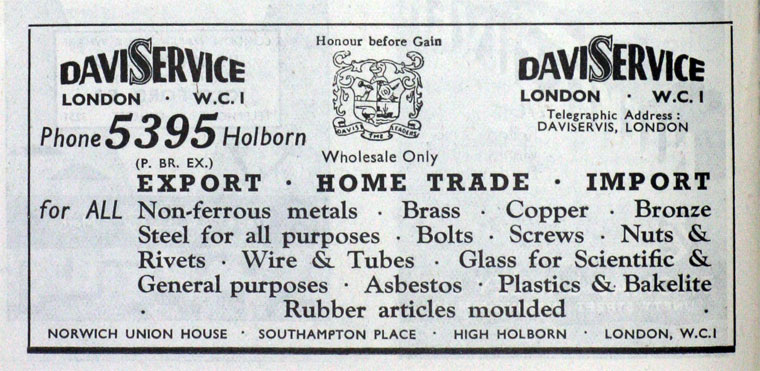 Honour before Gain
DAVISERVICE
LONDON · W.C.1
DAVISERVICE
LONDON · W.C.1
Telegraphic Address :
DAVISERVIS, LONDON
Phone 5395 Holborn
(P. BR. EX.)
DAVIS THE LEADERS
Wholesale Only
EXPORT · HOME TRADE · IMPORT
for ALL Non-ferrous metals · Brass · Copper · Bronze
Steel for all purposes · Bolts · Screws · Nuts &
Rivets · Wire & Tubes · Glass for Scientific &
General purposes · Asbestos · Plastics & Bakelite
· Rubber articles moulded ·
NORWICH UNION HOUSE · SOUTHAMPTON PLACE · HIGH HOLBORN · LONDON, W.C.1